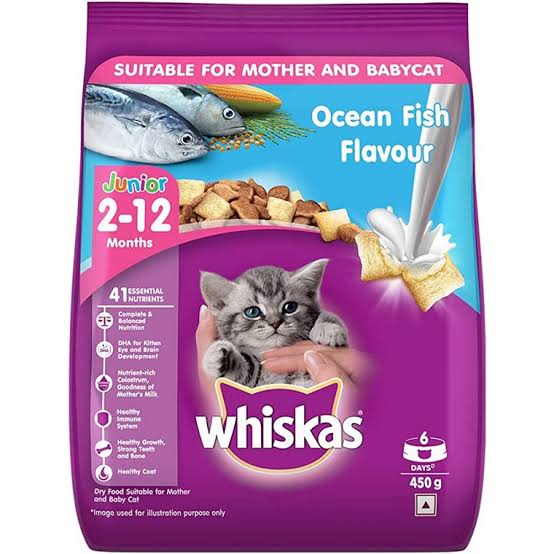 SUITABLE FOR MOTHER AND BABYCAT
Ocean Fish
Flavour
Junior
2-12
Months
41 ESSENTIAL
NUTRIENTS
Complete &
Balanced
Nutrition
DHA
DHA for Kitten
Eye and Brain
Development
Nutrient-rich
Colostrum,
Goodness of
Mother's Milk
Healthy
Immune
System
Healthy Growth,
Strong Teeth
and Bone
Healthy Coat
whiskas
6
DAYS
450 g
Dry Food Suitable for Mother
and Baby Cat
*Image used for illustration purpose only